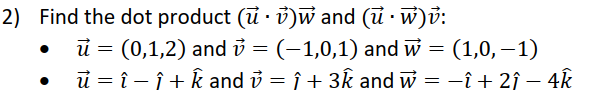 2) Find the dot product (u⃗ · v⃗)w⃗ and (u⃗ · w⃗)v⃗:
• u⃗ = (0,1,2) and v⃗ = (−1,0,1) and w⃗ = (1,0,−1)
• u⃗ = î − ĵ + k̂ and v⃗ = ĵ + 3k̂ and w⃗ = −î + 2ĵ − 4k̂